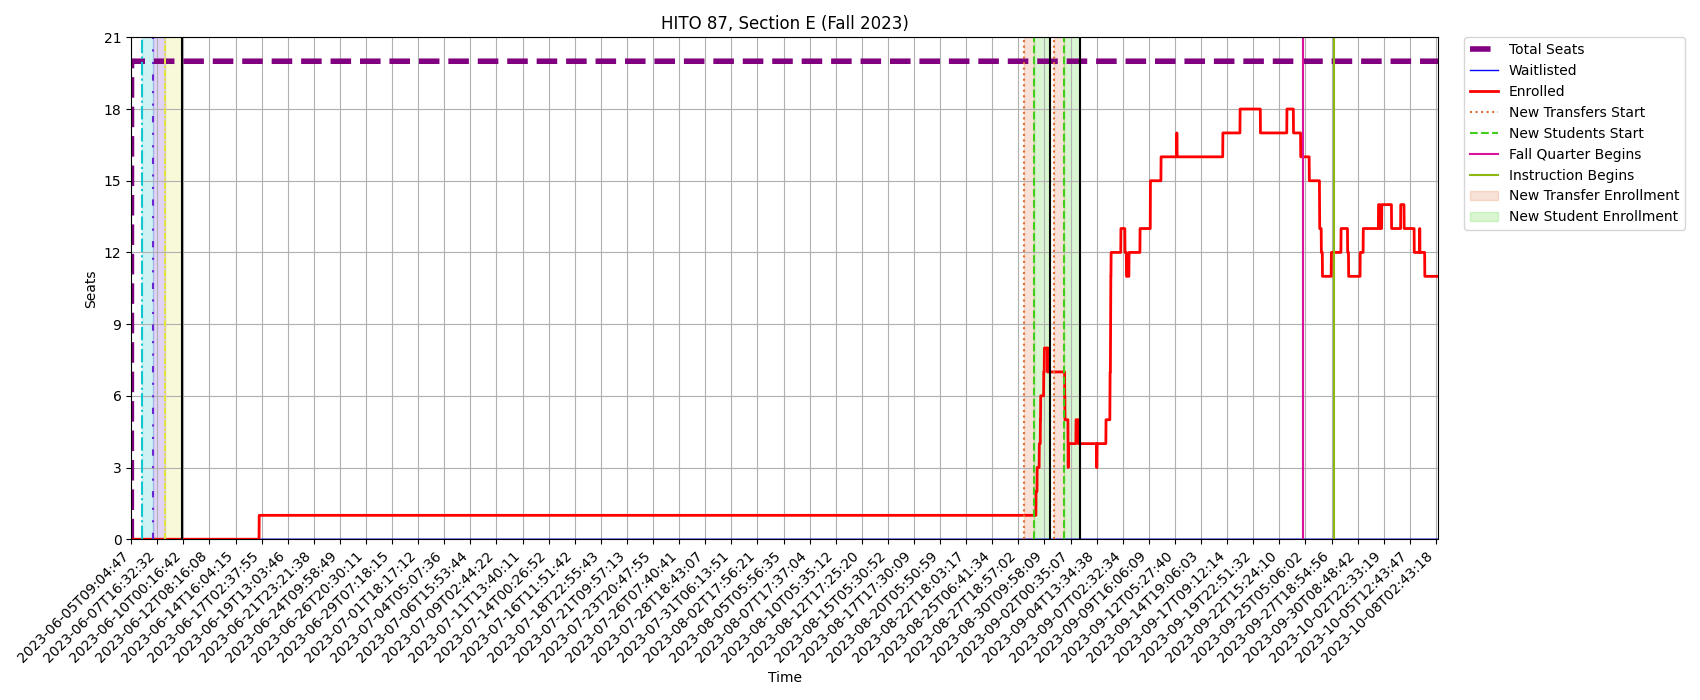 HITO 87, Section E (Fall 2023)
Seats
21
18
15
12
9
6
3
0
2023-06-05T09:04:47
2023-06-07T16:32:32
2023-06-10T00:16:42
2023-06-12T08:16:08
2023-06-14T16:04:15
2023-06-17T02:37:55
2023-06-19T13:03:46
2023-06-21T23:21:38
2023-06-24T09:58:49
2023-06-26T20:30:11
2023-06-29T07:18:15
2023-07-01T18:17:12
2023-07-04T05:07:36
2023-07-06T15:53:44
2023-07-09T02:44:22
2023-07-11T13:40:11
2023-07-14T00:26:52
2023-07-16T11:51:42
2023-07-18T22:55:43
2023-07-21T09:57:13
2023-07-23T20:47:55
2023-07-26T07:40:41
2023-07-28T18:43:07
2023-07-31T06:13:51
2023-08-02T17:56:21
2023-08-05T05:56:35
2023-08-07T17:37:04
2023-08-10T05:35:12
2023-08-12T17:25:20
2023-08-15T05:30:52
2023-08-17T17:30:09
2023-08-20T05:50:59
2023-08-22T18:03:17
2023-08-25T06:41:34
2023-08-27T18:57:02
2023-08-30T09:58:09
2023-09-02T00:35:07
2023-09-04T13:34:38
2023-09-07T02:32:34
2023-09-09T16:06:09
2023-09-12T05:27:40
2023-09-14T19:06:03
2023-09-17T09:12:14
2023-09-19T22:51:32
2023-09-22T15:24:10
2023-09-25T05:06:02
2023-09-27T18:54:56
2023-09-30T08:48:42
2023-10-02T22:33:19
2023-10-05T12:43:47
2023-10-08T02:43:18
Time
Total Seats
Waitlisted
Enrolled
New Transfers Start
New Students Start
Fall Quarter Begins
Instruction Begins
New Transfer Enrollment
New Student Enrollment